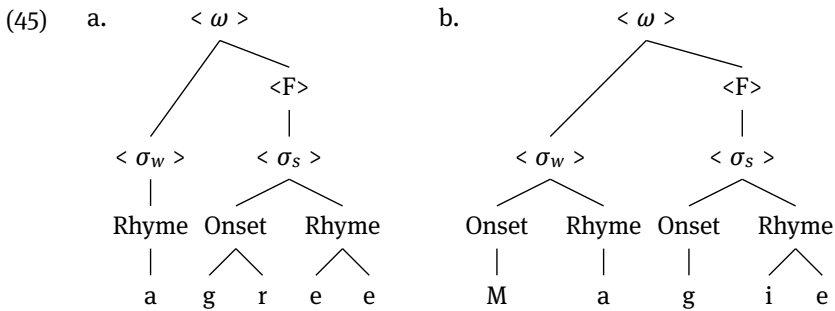 (45) a. < ω > b. < ω >
<F> <F>
< σw > < σs > < σw > < σs >
Rhyme Onset Rhyme Onset Rhyme Onset Rhyme
a g r e e M a g i e